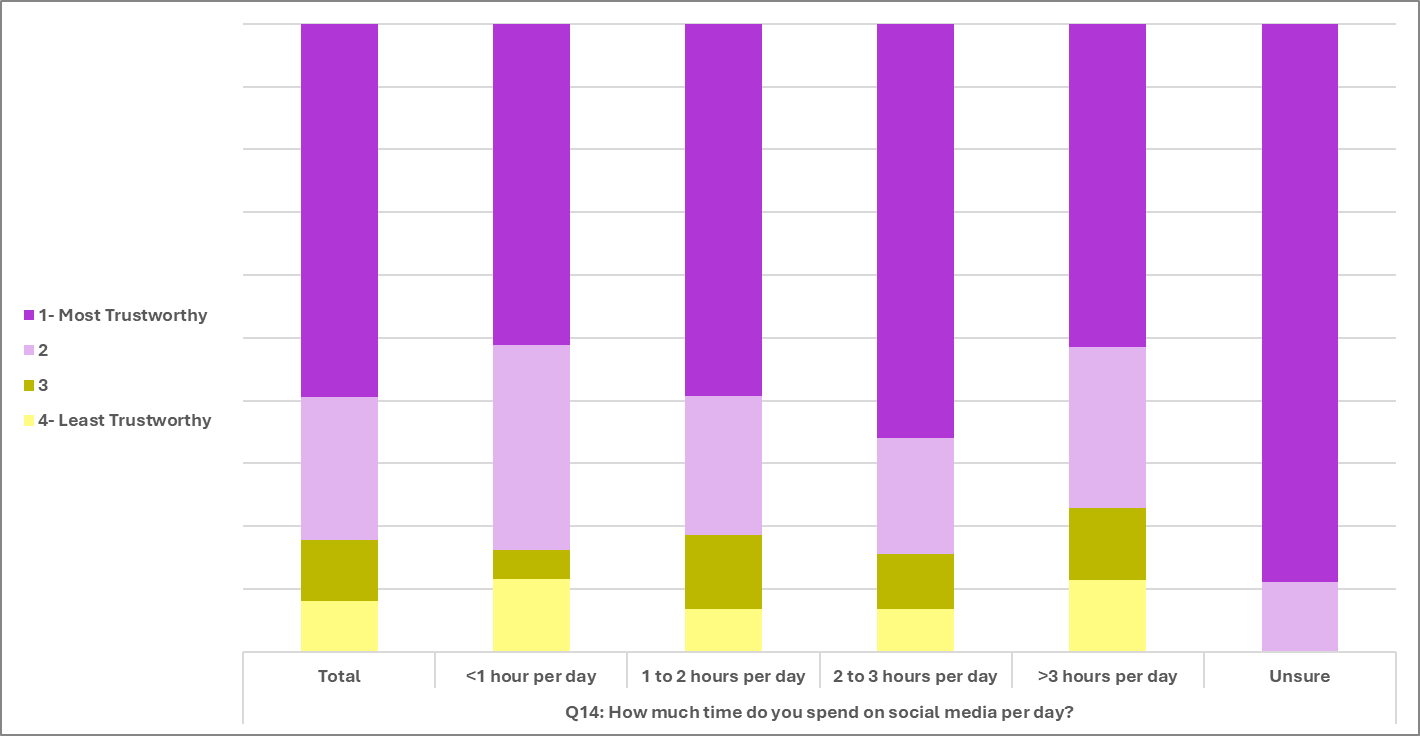 1- Most Trustworthy
2
3
4- Least Trustworthy
Total
<1 hour per day
1 to 2 hours per day
2 to 3 hours per day
>3 hours per day
Unsure
Q14: How much time do you spend on social media per day?